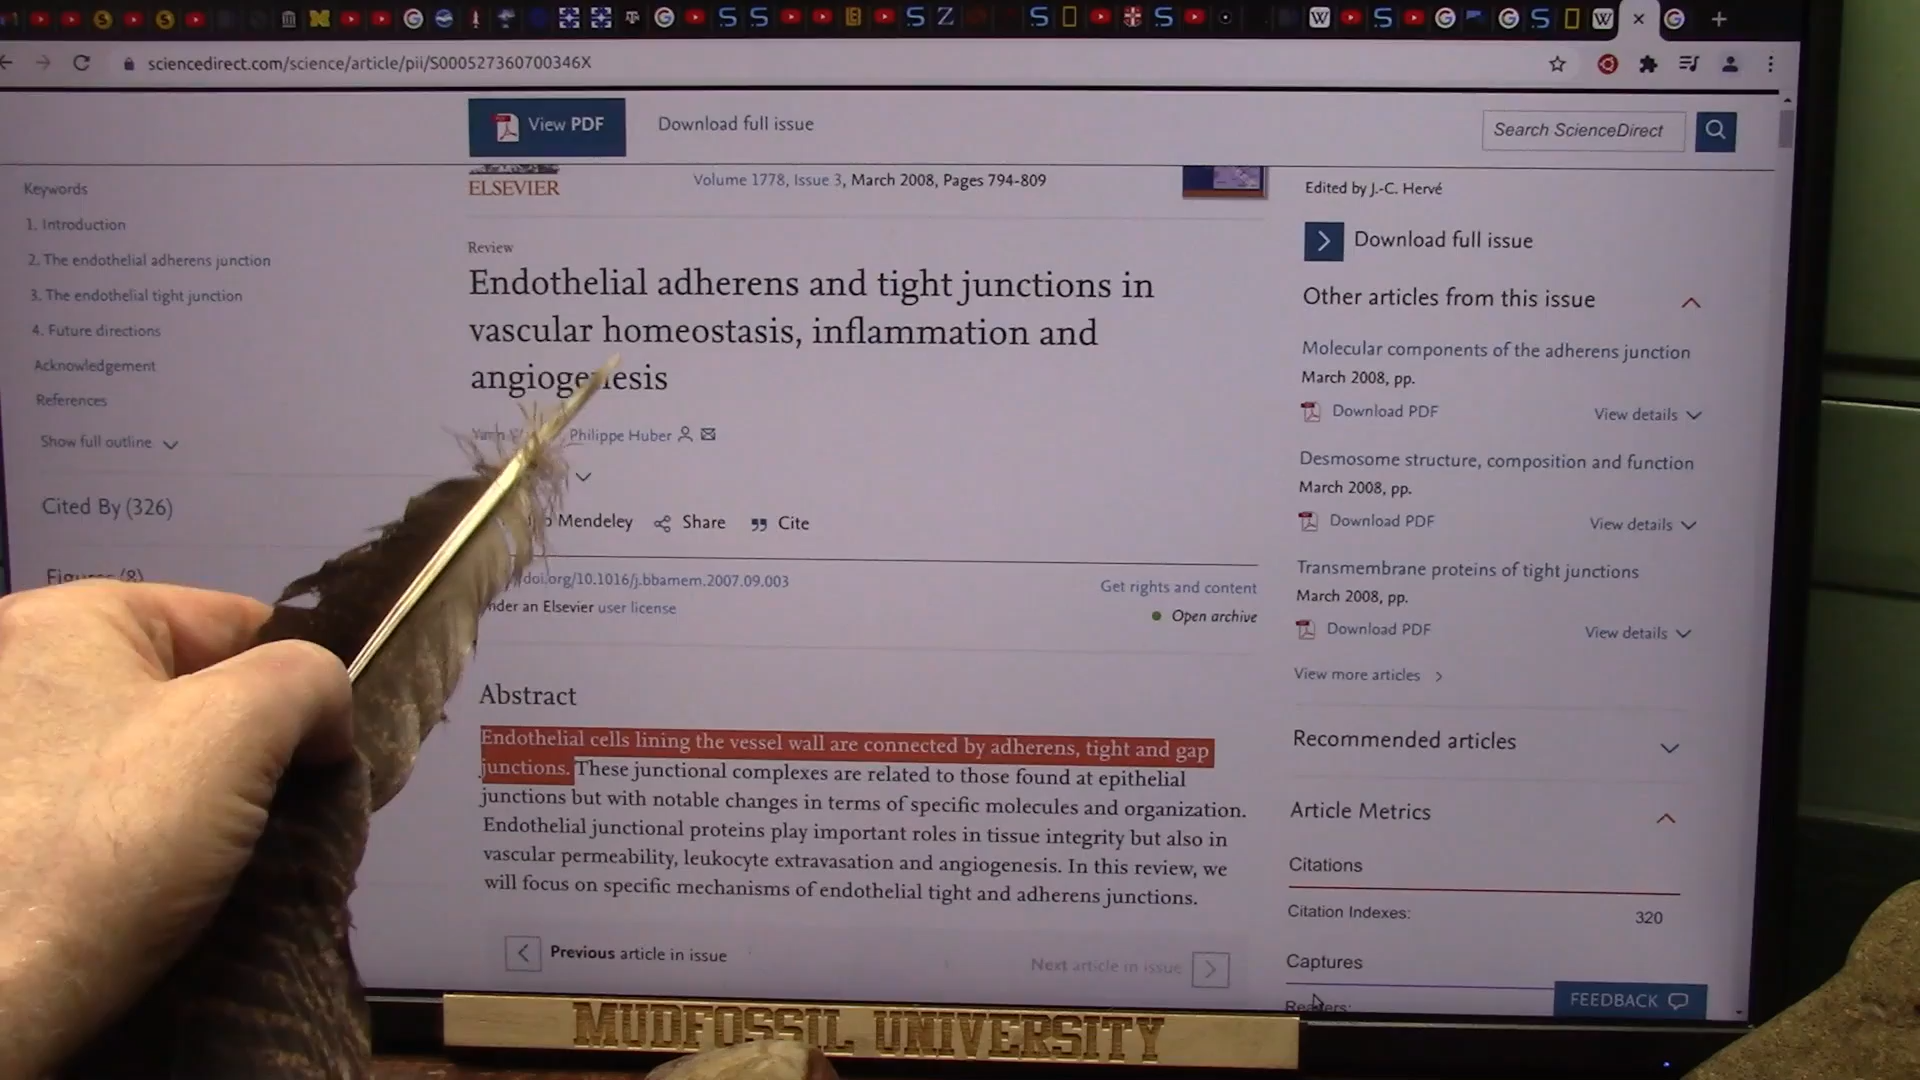 sciencedirect.com/science/article/pii/S000527360700346X
View PDF
Download full issue
Search ScienceDirect
Keywords
1. Introduction
2. The endothelial adherens junction
3. The endothelial tight junction
4. Future directions
Acknowledgement
References
Show full outline
Cited By (326)
Figures (8)
ELSEVIER
Volume 1778, Issue 3, March 2008, Pages 794-809
Review
Endothelial adherens and tight junctions in
vascular homeostasis, inflammation and
angiogenesis
Philippe Huber
Mendeley
Share
Cite
doi.org/10.1016/j.bbamem.2007.09.003
Get rights and content
under an Elsevier user license
Open archive
Abstract
Endothelial cells lining the vessel wall are connected by adherens, tight and gap
junctions. These junctional complexes are related to those found at epithelial
junctions but with notable changes in terms of specific molecules and organization.
Endothelial junctional proteins play important roles in tissue integrity but also in
vascular permeability, leukocyte extravasation and angiogenesis. In this review, we
will focus on specific mechanisms of endothelial tight and adherens junctions.
Previous article in issue
Next article in issue
Edited by J.-C. Hervé
Download full issue
Other articles from this issue
Molecular components of the adherens junction
March 2008, pp.
Download PDF
View details
Desmosome structure, composition and function
March 2008, pp.
Download PDF
View details
Transmembrane proteins of tight junctions
March 2008, pp.
Download PDF
View details
View more articles
Recommended articles
Article Metrics
Citations
Citation Indexes: 320
Captures
Readers:
FEEDBACK
MUDFOSSIL UNIVERSITY